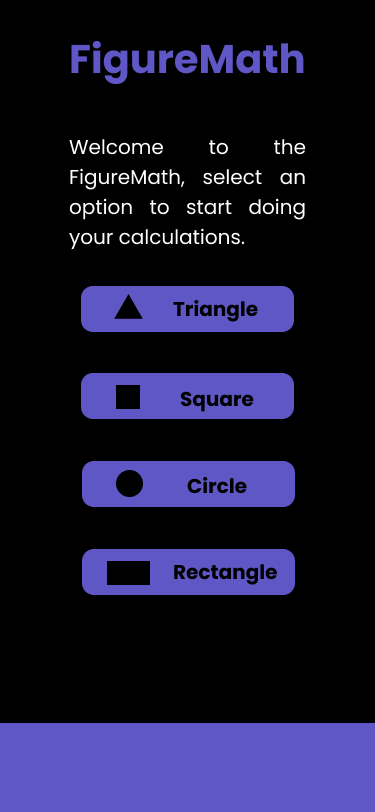 FigureMath
Welcome to the
FigureMath, select an
option to start doing
your calculations.
Triangle
Square
Circle
Rectangle